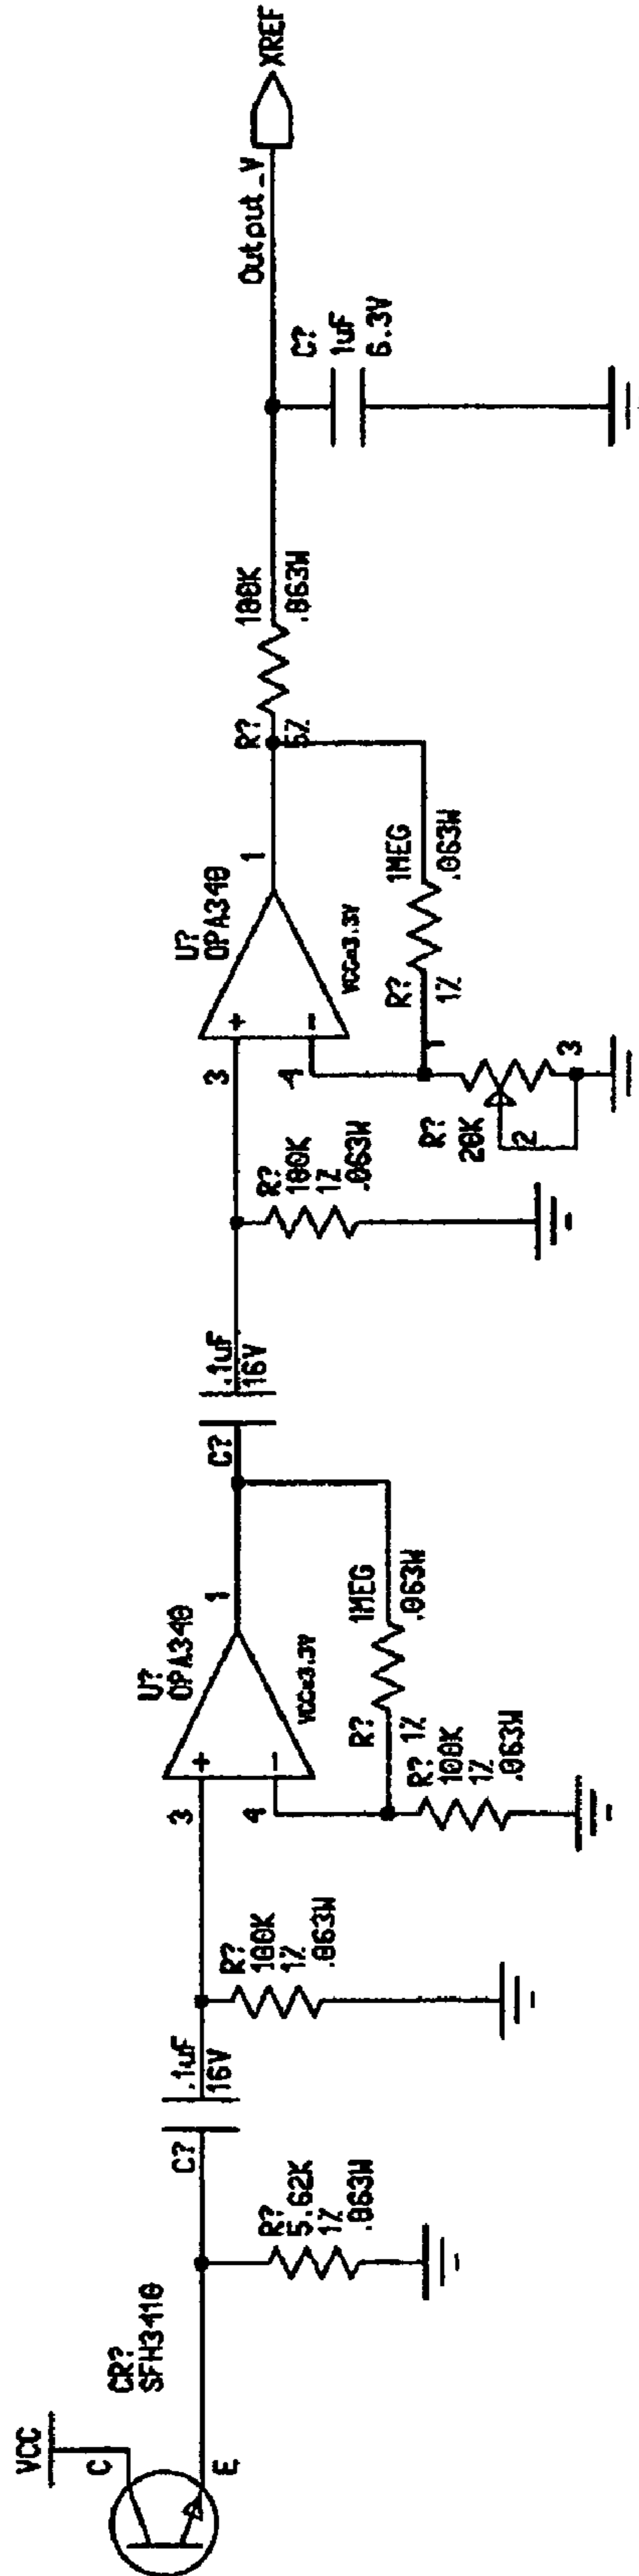 VCC
C
E
CR?
SFH3410
R?
5.62K
1%
.063W
C?
.1uF
16V
R?
100K
1%
.063W
3
4
+
-
U?
OPA340
VCC=3.3V
1
R?
1MEG
1%
.063W
R?
100K
1%
.063W
C?
.1uF
16V
R?
100K
1%
.063W
3
4
+
-
U?
OPA340
VCC=3.3V
1
R?
1MEG
1%
.063W
R?
20K
1
2
3
R?
100K
5%
.063W
C?
1uF
6.3V
Output_V
XREF